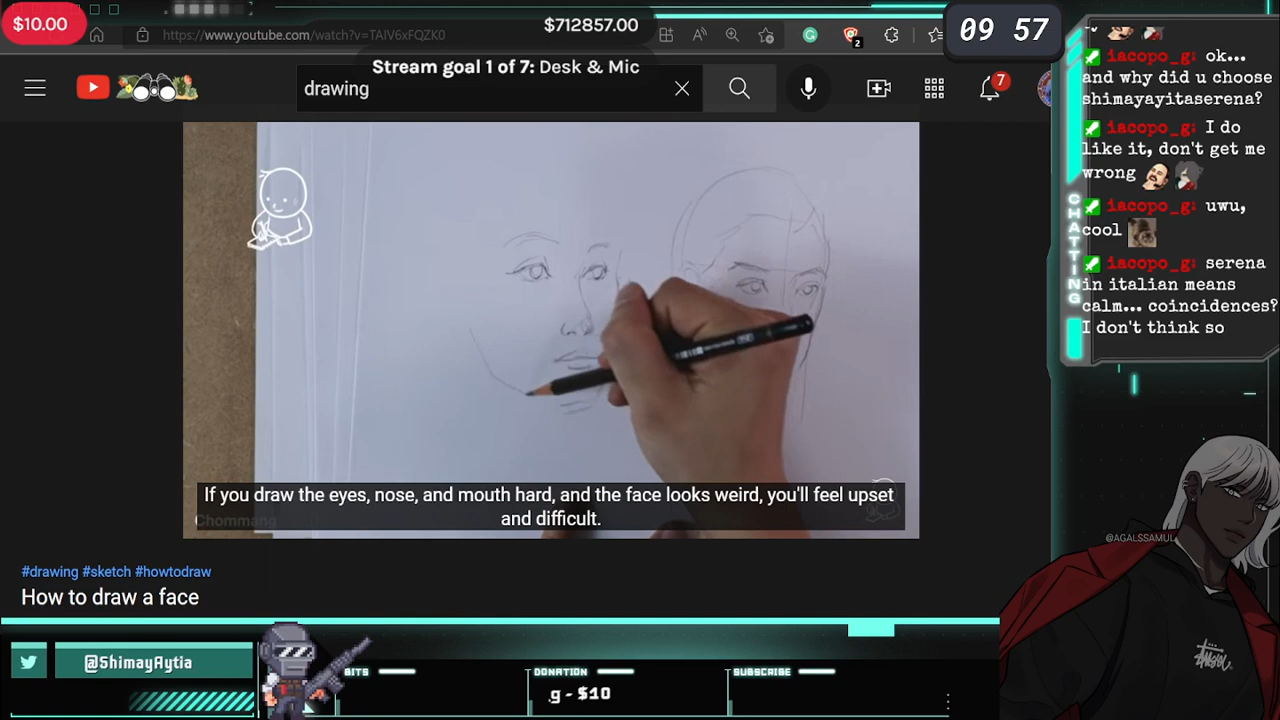 $10.00
$712857.00
09 57
https://www.youtube.com/watch?v=TAIV6xFQZK0
2
Stream goal 1 of 7: Desk & Mic
drawing
7
iacopo_g: ok...
and why did u choose
shimayayitaserena?
iacopo_g: I do
like it, don't get me
wrong
iacopo_g: uwu,
cool
iacopo_g: serena
in italian means
calm... coincidences?
I don't think so
CHATTING
If you draw the eyes, nose, and mouth hard, and the face looks weird, you'll feel upset
and difficult.
Chommang
@AGALSSAMUL
#drawing #sketch #howtodraw
How to draw a face
@ShimayAytia
BITS
DONATION
.g - $10
SUBSCRIBE